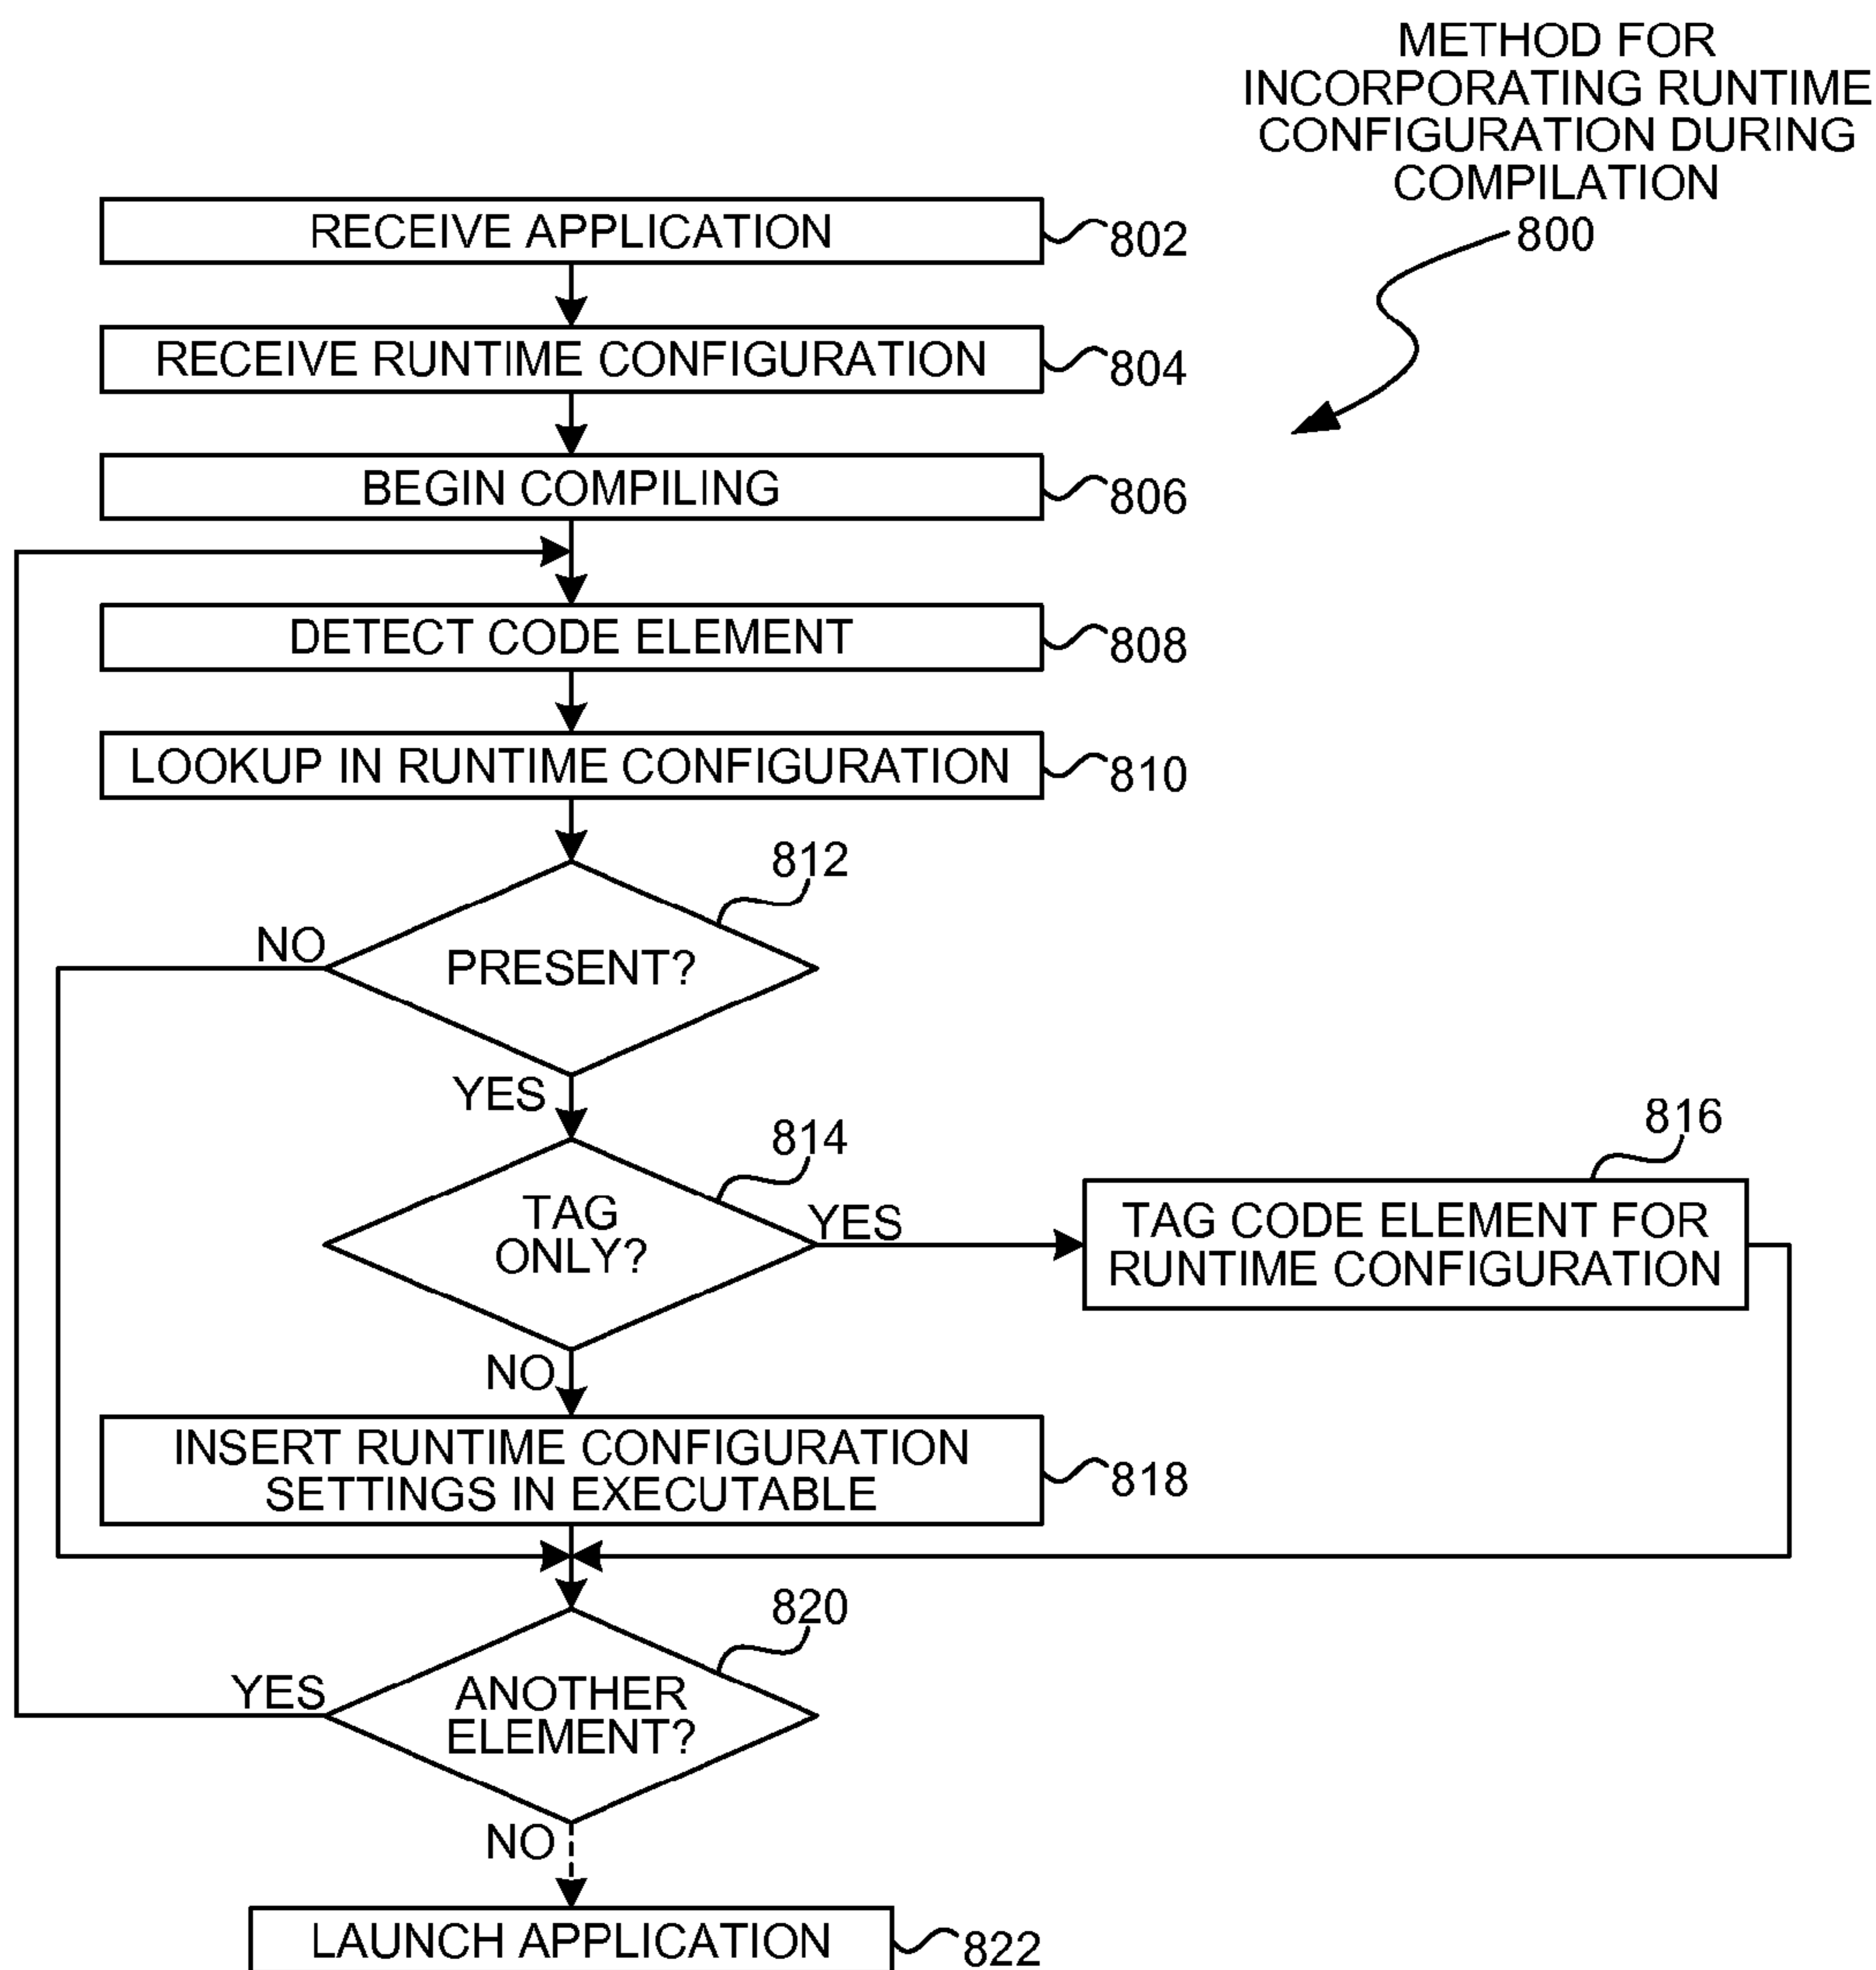 METHOD FOR
INCORPORATING RUNTIME
CONFIGURATION DURING
COMPILATION
800
RECEIVE APPLICATION
802
RECEIVE RUNTIME CONFIGURATION
804
BEGIN COMPILING
806
DETECT CODE ELEMENT
808
LOOKUP IN RUNTIME CONFIGURATION
810
812
NO
PRESENT?
YES
814
TAG
ONLY?
YES
816
TAG CODE ELEMENT FOR
RUNTIME CONFIGURATION
NO
INSERT RUNTIME CONFIGURATION
SETTINGS IN EXECUTABLE
818
820
YES
ANOTHER
ELEMENT?
NO
LAUNCH APPLICATION
822